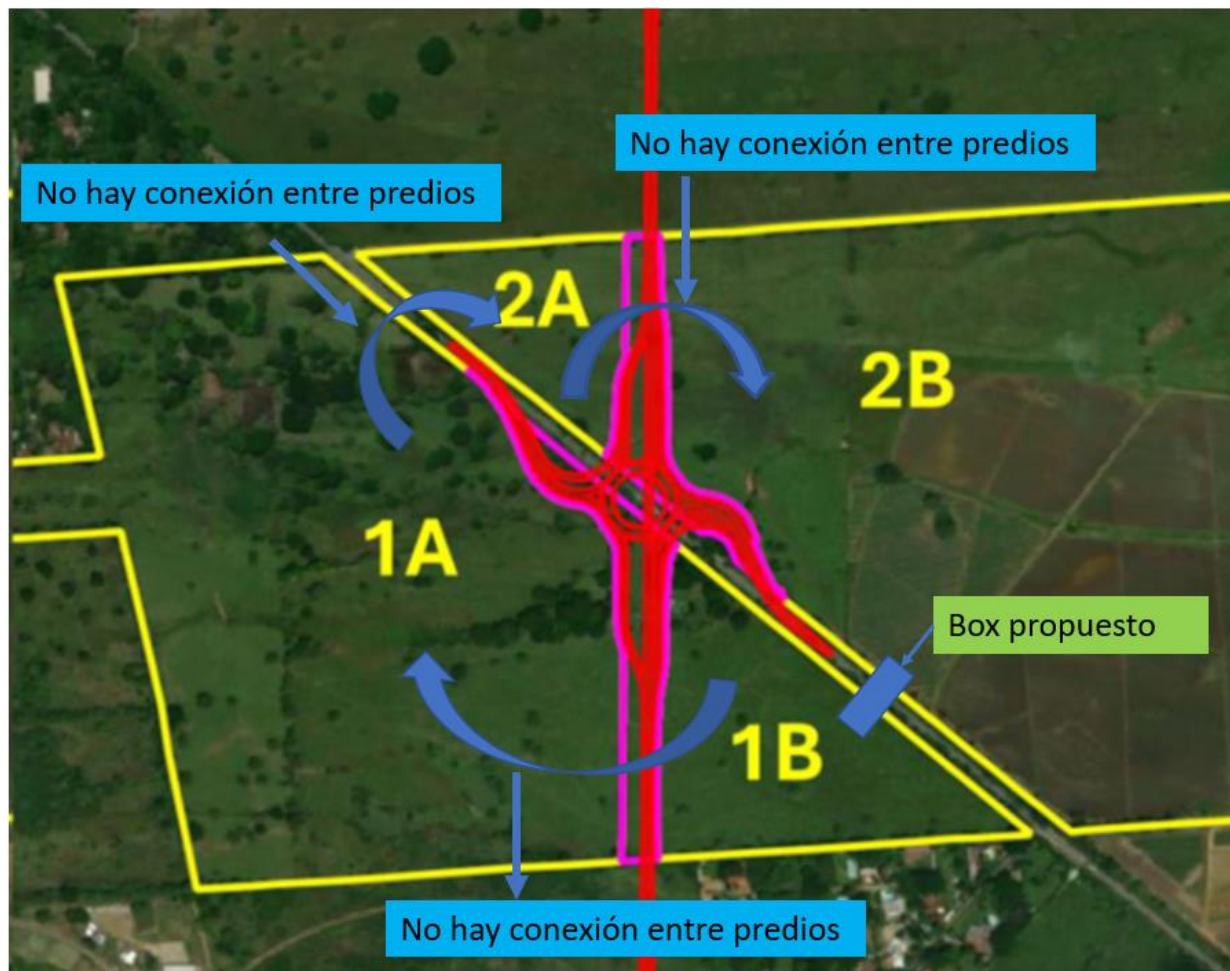 No hay conexión entre predios
No hay conexión entre predios
2A
2B
1A
Box propuesto
1B
No hay conexión entre predios